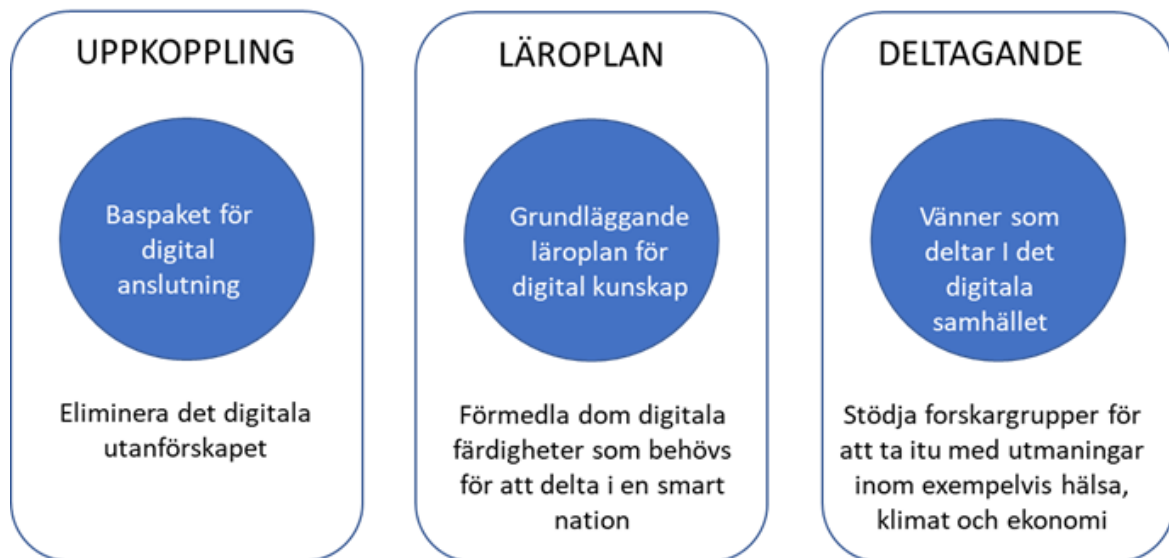 UPPKOPPLING
Baspaket för
digital
anslutning
Eliminera det digitala
utanförskapet
LÄROPLAN
Grundläggande
läroplan för
digital kunskap
Förmedla dom digitala
färdigheter som behövs
för att delta i en smart
nation
DELTAGANDE
Vänner som
deltar I det
digitala
samhället
Stödja forskargrupper för
att ta itu med utmaningar
inom exempelvis hälsa,
klimat och ekonomi